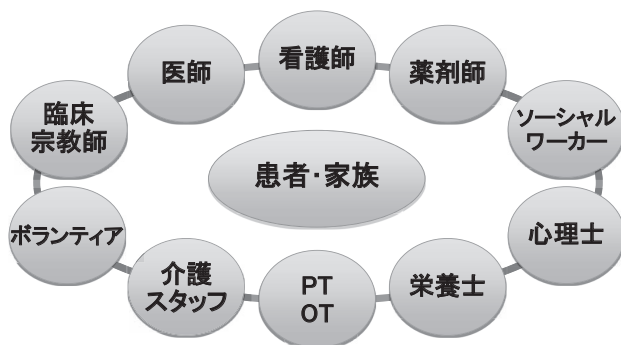 看護師
医師
薬剤師
臨床
宗教師
ソーシャル
ワーカー
患者・家族
ボランティア
心理士
介護
スタッフ
PT
OT
栄養士